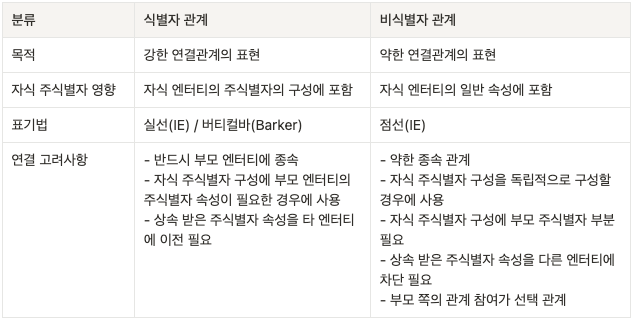 분류 식별자 관계 비식별자 관계
목적 강한 연결관계의 표현 약한 연결관계의 표현
자식 주식별자 영향 자식 엔터티의 주식별자의 구성에 포함 자식 엔터티의 일반 속성에 포함
표기법 실선(IE) / 버티컬바(Barker) 점선(IE)
연결 고려사항
- 반드시 부모 엔터티에 종속
- 자식 주식별자 구성에 부모 엔터티의
주식별자 속성이 필요한 경우에 사용
- 상속 받은 주식별자 속성을 타 엔터티
에 이전 필요
- 약한 종속 관계
- 자식 주식별자 구성을 독립적으로 구성할
경우에 사용
- 자식 주식별자 구성에 부모 주식별자 부분
필요
- 상속 받은 주식별자 속성을 다른 엔터티에
차단 필요
- 부모 쪽의 관계 참여가 선택 관계